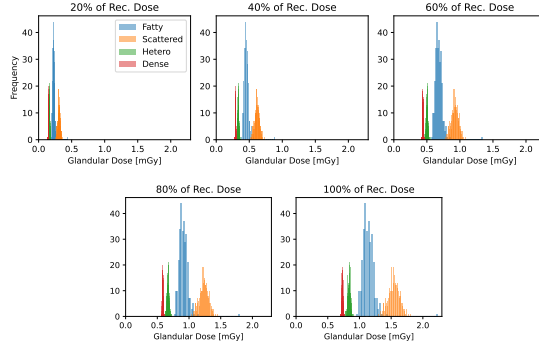 20% of Rec. Dose
40% of Rec. Dose
60% of Rec. Dose
Frequency
40
30
20
10
0
Fatty
Scattered
Hetero
Dense
40
30
20
10
0
40
30
20
10
0
0.0 0.5 1.0 1.5 2.0
0.0 0.5 1.0 1.5 2.0
0.0 0.5 1.0 1.5 2.0
Glandular Dose [mGy]
Glandular Dose [mGy]
Glandular Dose [mGy]
80% of Rec. Dose
100% of Rec. Dose
40
30
20
10
0
40
30
20
10
0
0.0 0.5 1.0 1.5 2.0
0.0 0.5 1.0 1.5 2.0
Glandular Dose [mGy]
Glandular Dose [mGy]